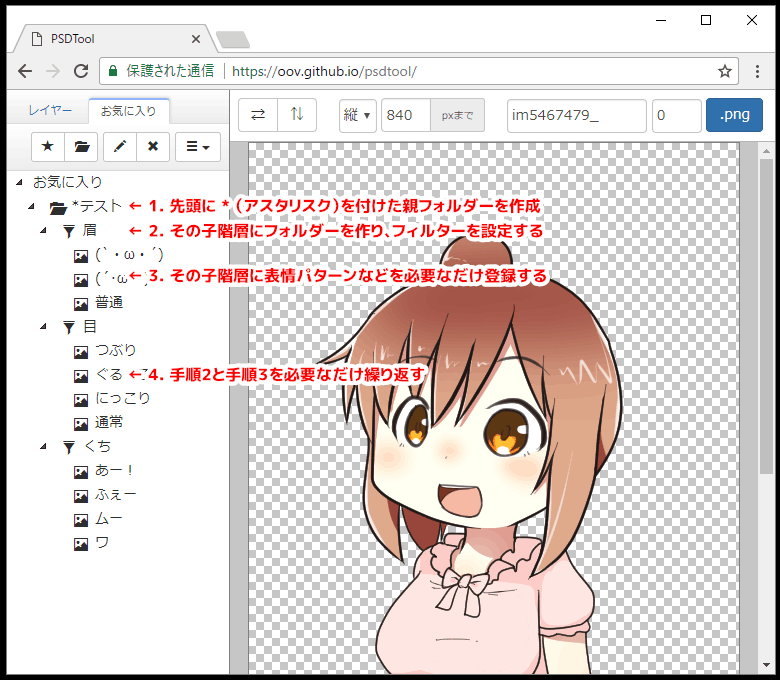 PSDTool
保護された通信 https://oov.github.io/psdtool/
レイヤー お気に入り
縦 840 pxまで im5467479_ 0 .png
お気に入り
*テスト ← 1. 先頭に * (アスタリスク)を付けた親フォルダーを作成
眉 ← 2. その子階層にフォルダーを作り、フィルターを設定する
(`・ω・´)
(´･ω ← 3. その子階層に表情パターンなどを必要なだけ登録する
普通
目
つぶり
ぐる ← 4. 手順2と手順3を必要なだけ繰り返す
にっこり
通常
くち
あー！
ふぇー
ムー
ワ